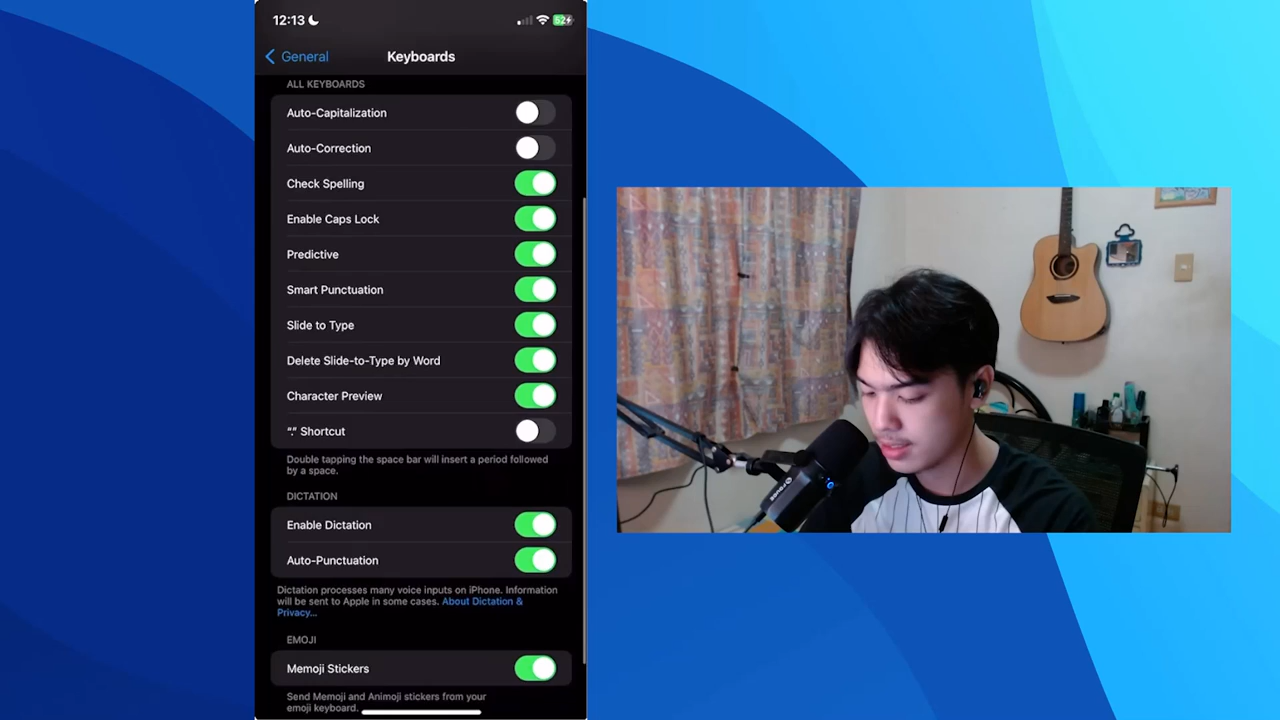 12:13
52
General
Keyboards
ALL KEYBOARDS
Auto-Capitalization
Auto-Correction
Check Spelling
Enable Caps Lock
Predictive
Smart Punctuation
Slide to Type
Delete Slide-to-Type by Word
Character Preview
“.” Shortcut
Double tapping the space bar will insert a period followed
by a space.
DICTATION
Enable Dictation
Auto-Punctuation
Dictation processes many voice inputs on iPhone. Information
will be sent to Apple in some cases. About Dictation &
Privacy...
EMOJI
Memoji Stickers
Send Memoji and Animoji stickers from your
emoji keyboard.